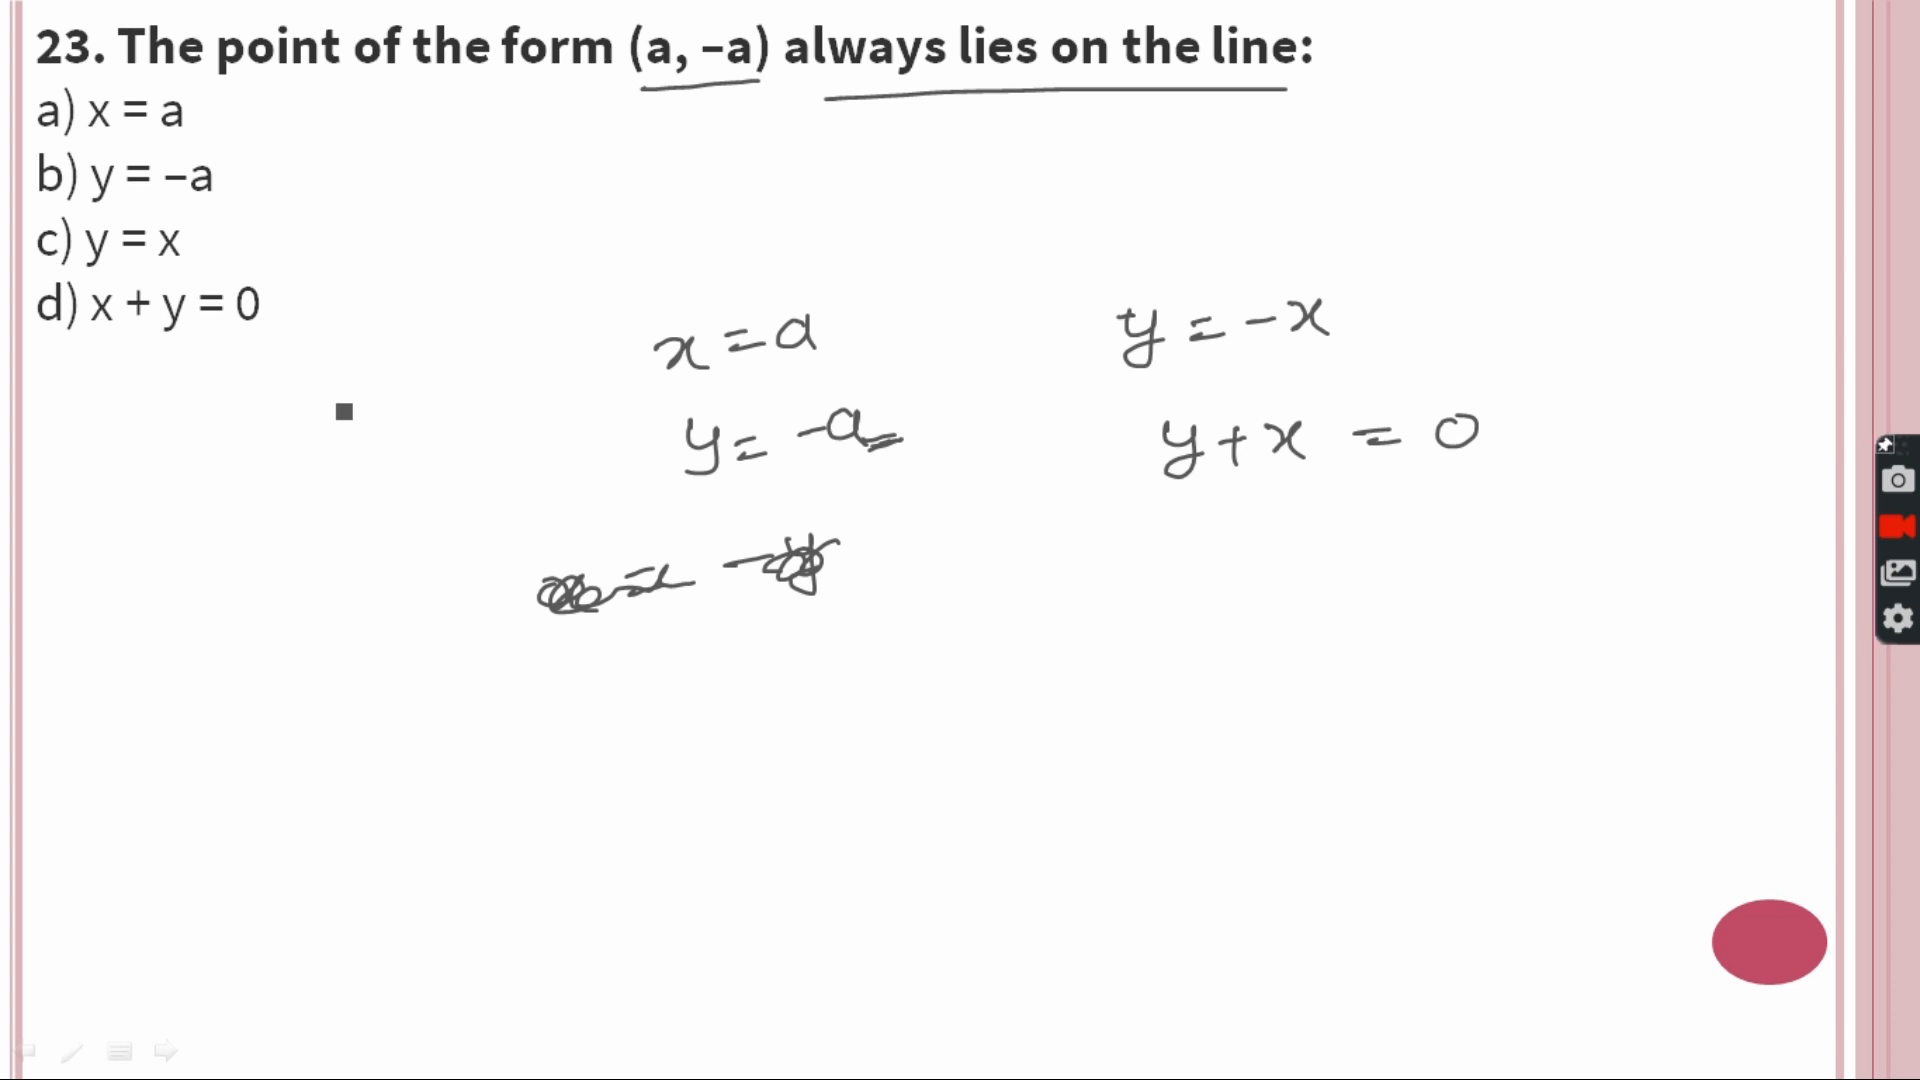 23. The point of the form (a, –a) always lies on the line:
a) x = a
b) y = –a
c) y = x
d) x + y = 0
x = a
y = -a
y = -x
y + x = 0